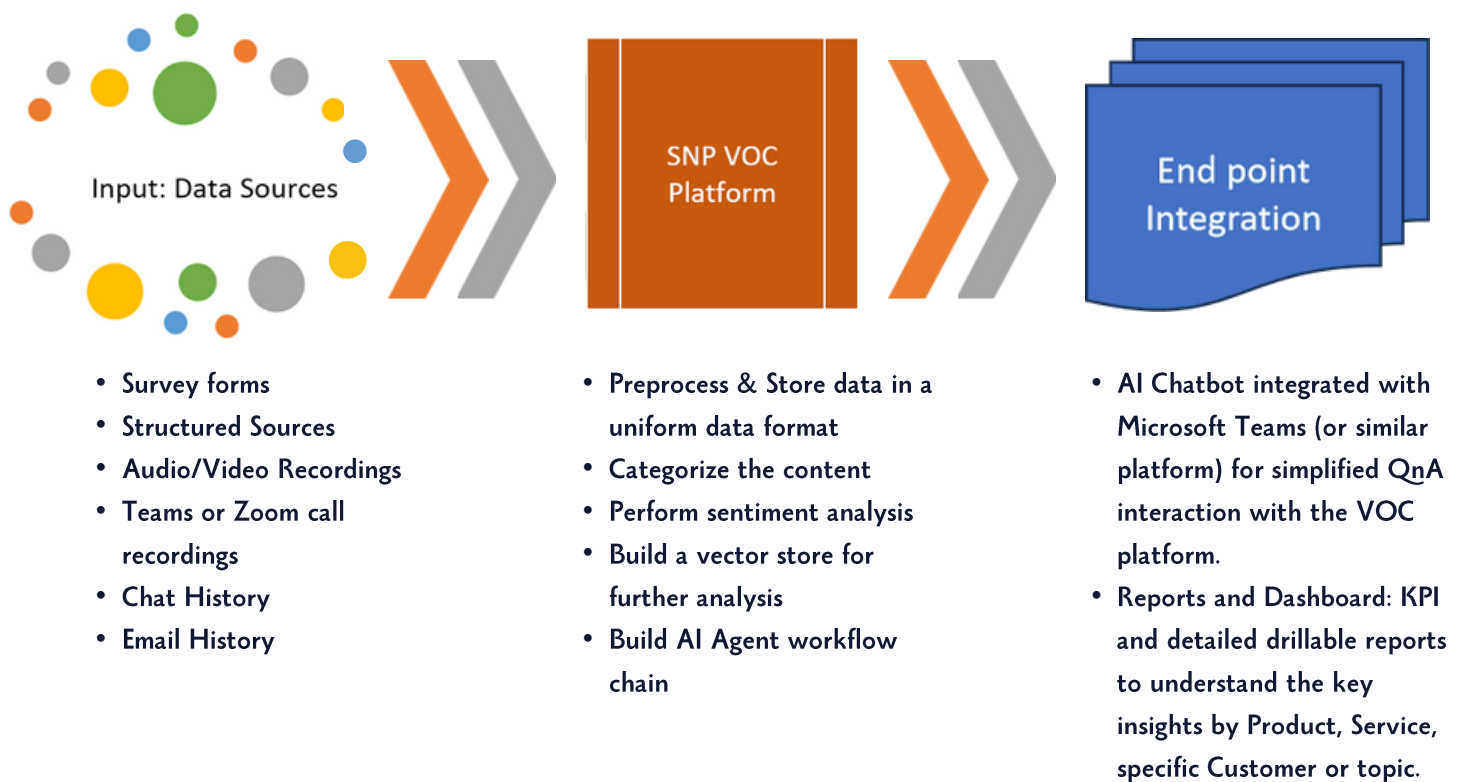 Input: Data Sources
SNP VOC
Platform
End point
Integration
• Survey forms
• Structured Sources
• Audio/Video Recordings
• Teams or Zoom call
recordings
• Chat History
• Email History
• Preprocess & Store data in a
uniform data format
• Categorize the content
• Perform sentiment analysis
• Build a vector store for
further analysis
• Build AI Agent workflow
chain
• AI Chatbot integrated with
Microsoft Teams (or similar
platform) for simplified QnA
interaction with the VOC
platform.
• Reports and Dashboard: KPI
and detailed drillable reports
to understand the key
insights by Product, Service,
specific Customer or topic.